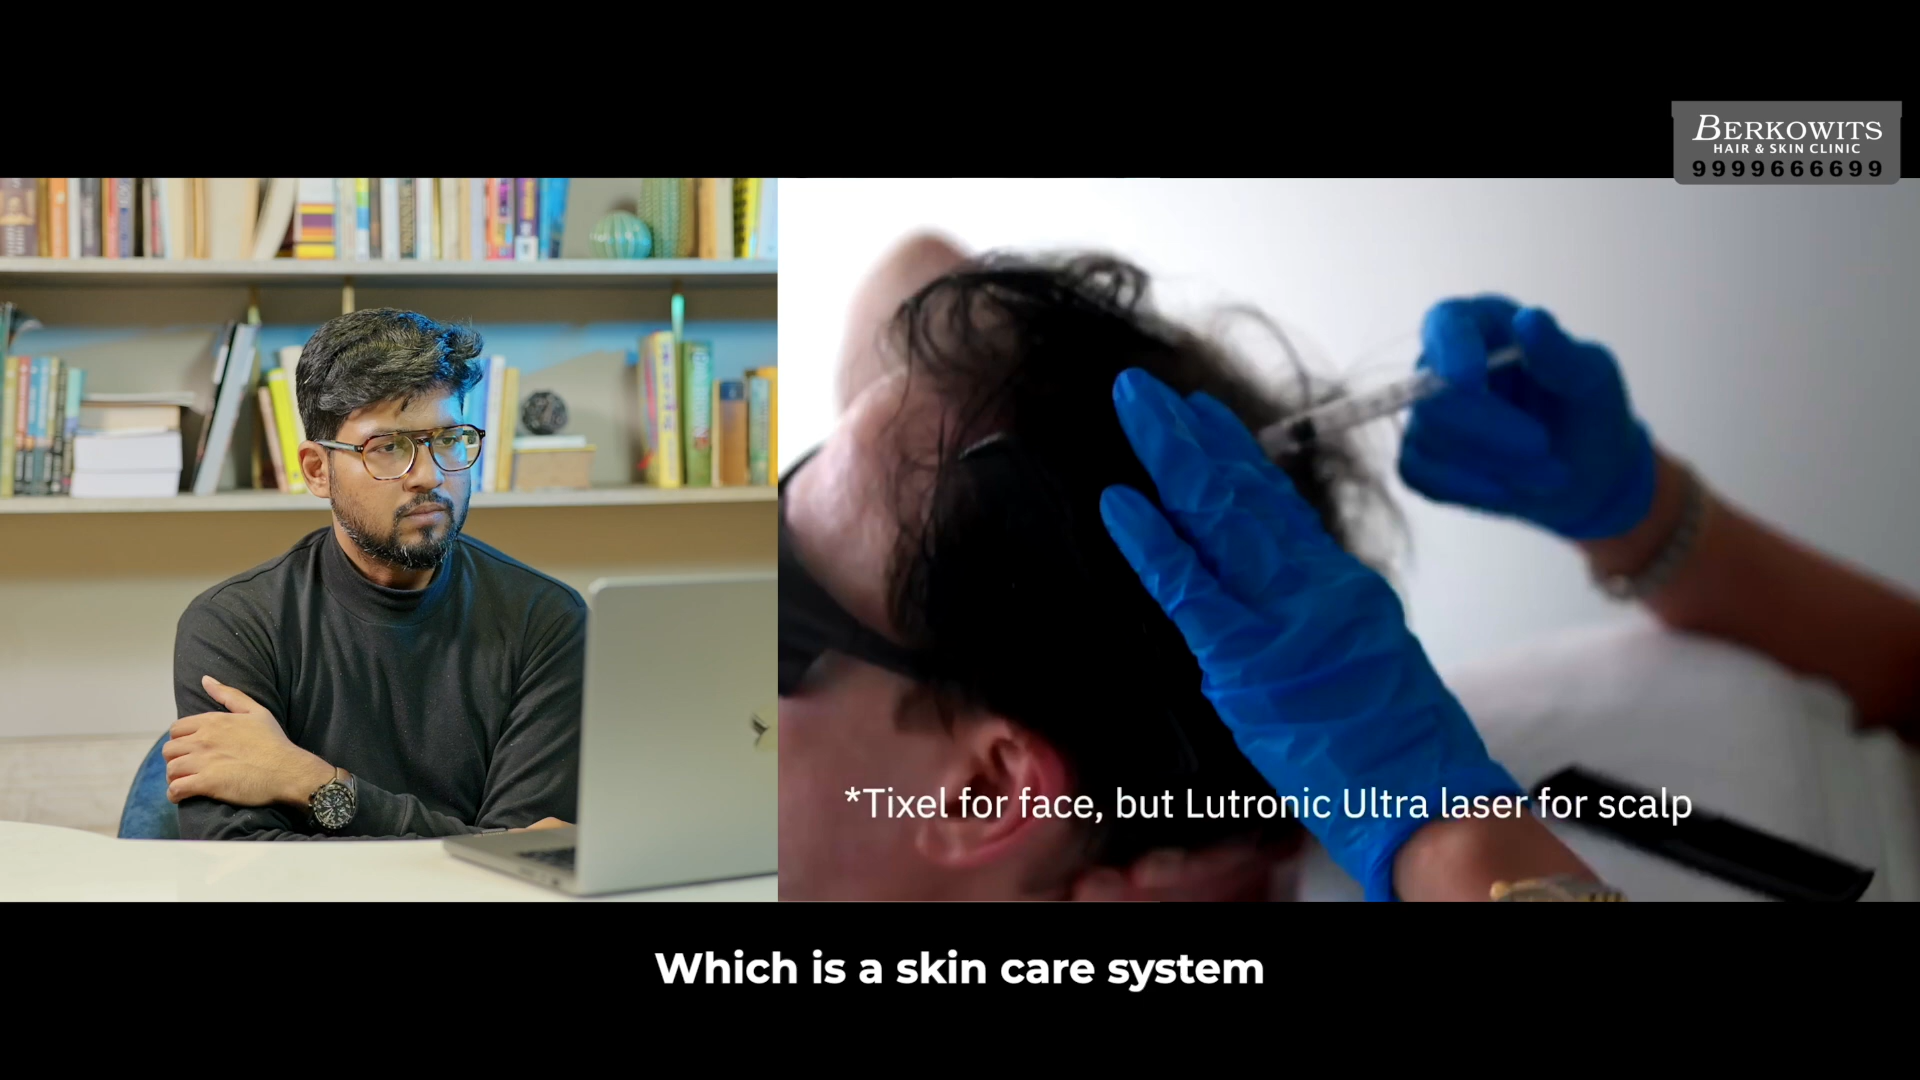 BERKOWITS
HAIR & SKIN CLINIC
9999666699
*Tixel for face, but Lutronic Ultra laser for scalp
Which is a skin care system